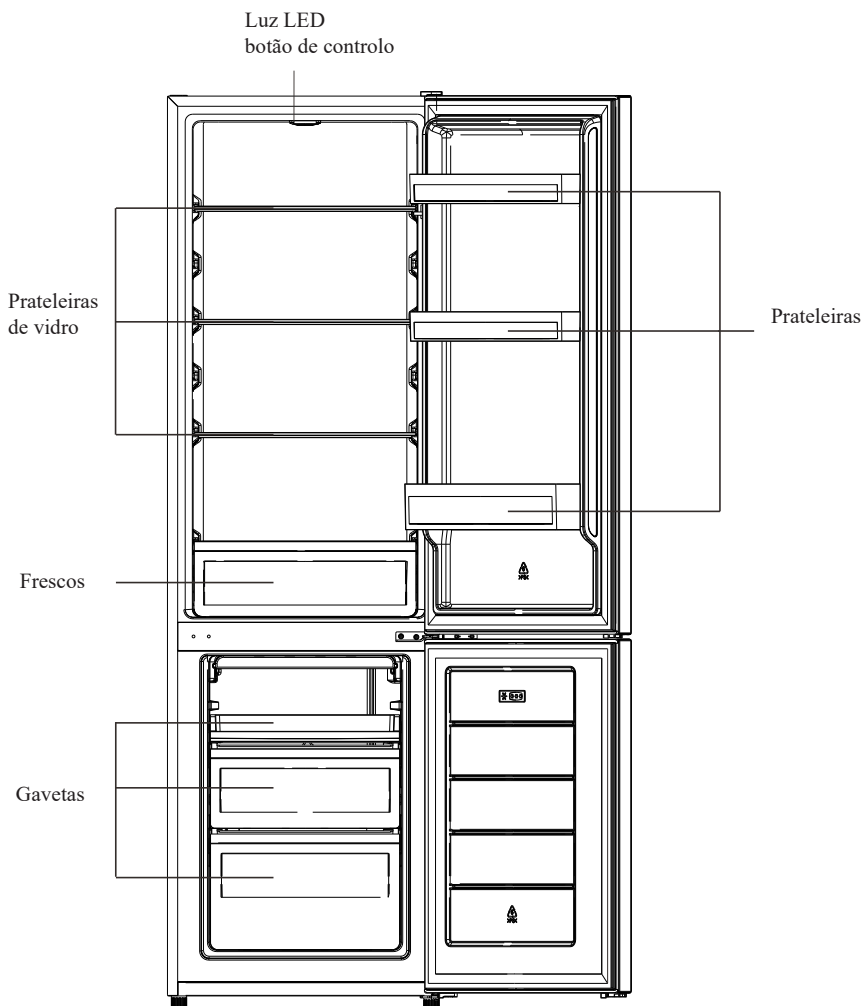 Luz LED
botão de controlo
Prateleiras
de vidro
Prateleiras
Frescos
Gavetas